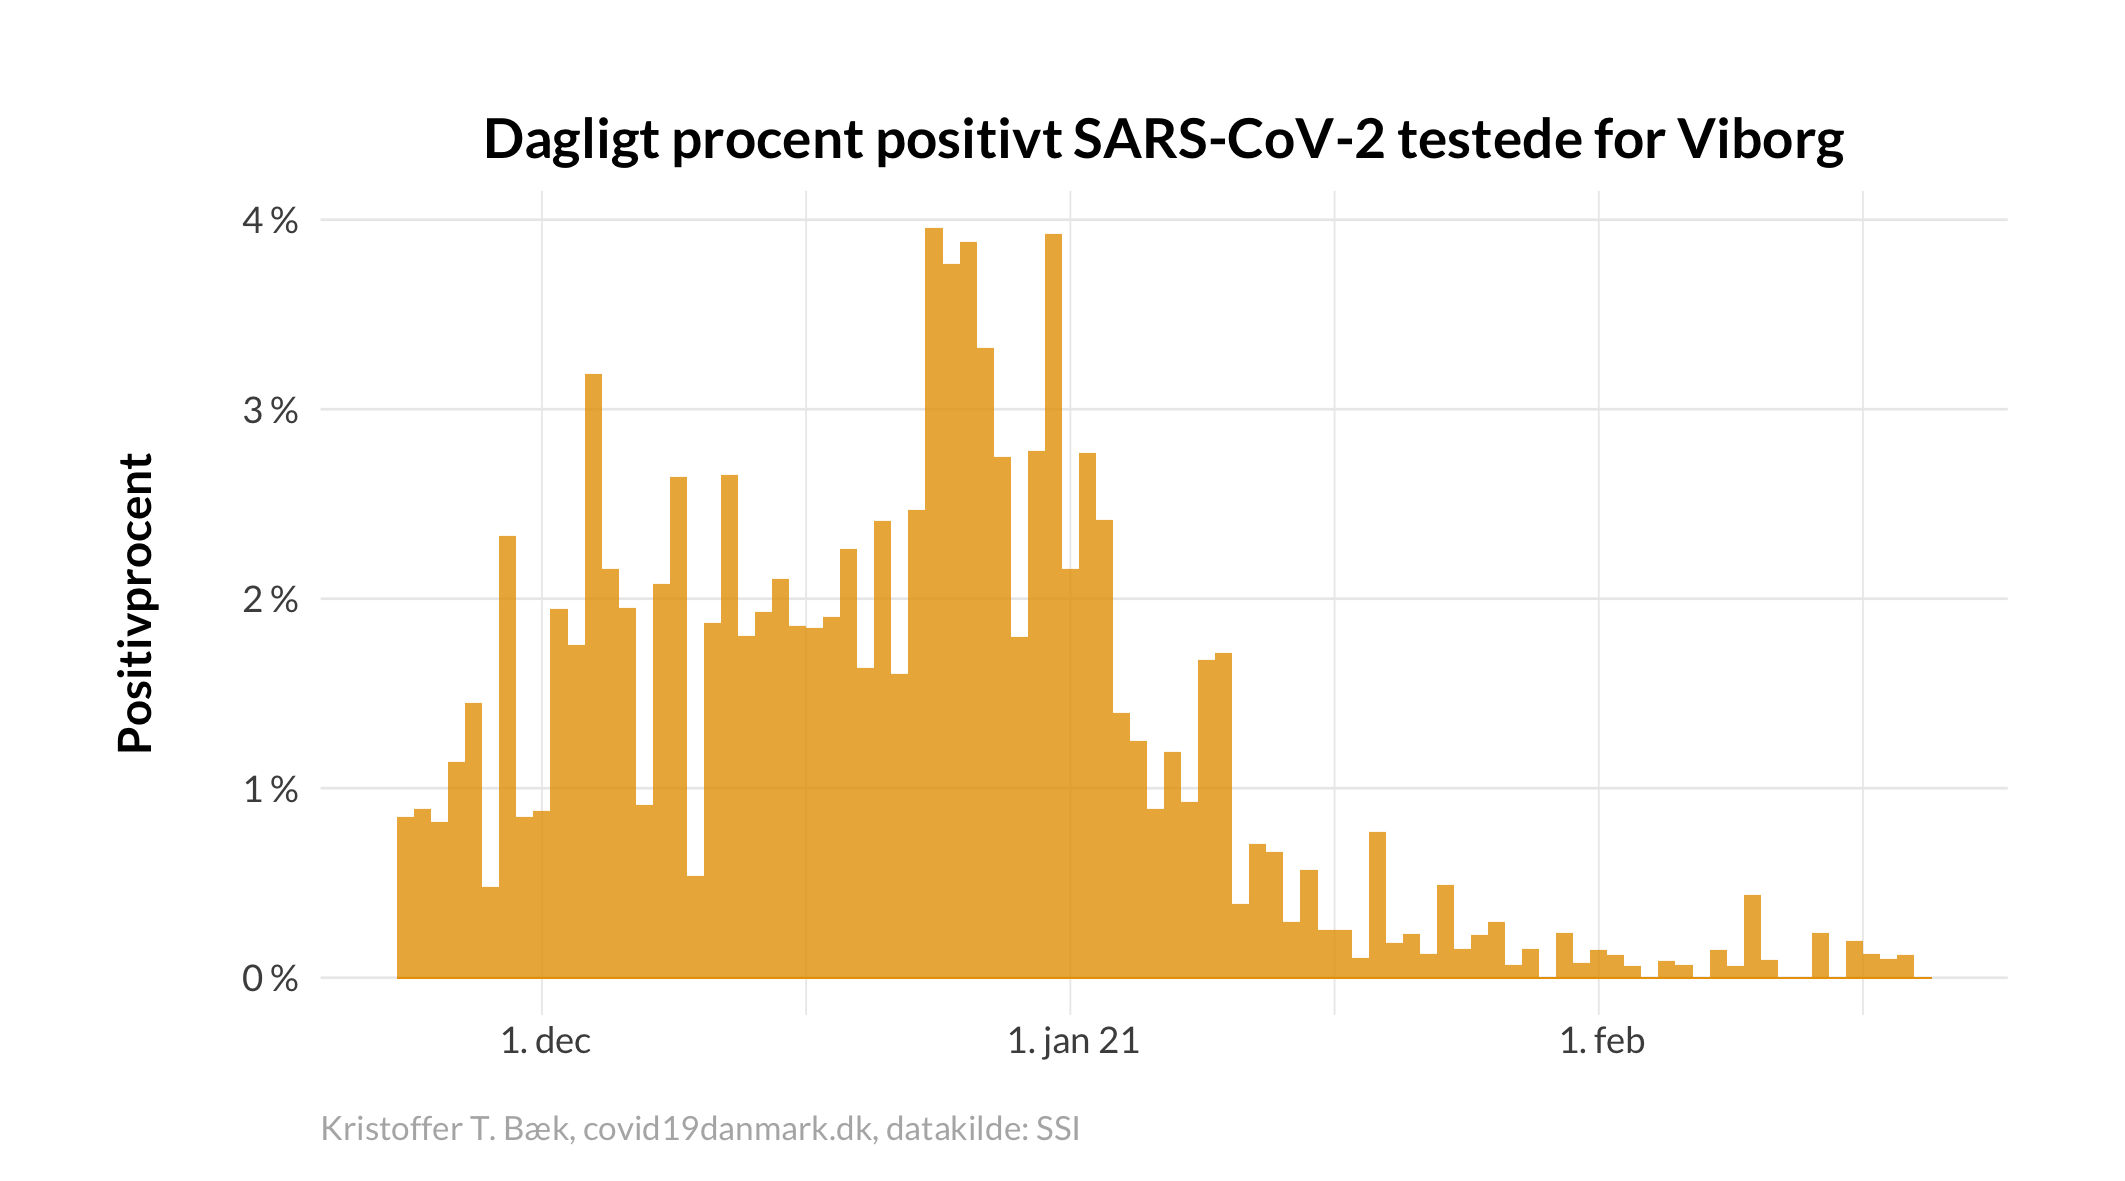 Dagligt procent positivt SARS-CoV-2 testede for Viborg
Positivprocent
4 %
3 %
2 %
1 %
0 %
1. dec
1. jan 21
1. feb
Kristoffer T. Bæk, covid19danmark.dk, datakilde: SSI